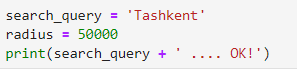 search_query = 'Tashkent'
radius = 50000
print(search_query + ' .... OK!')